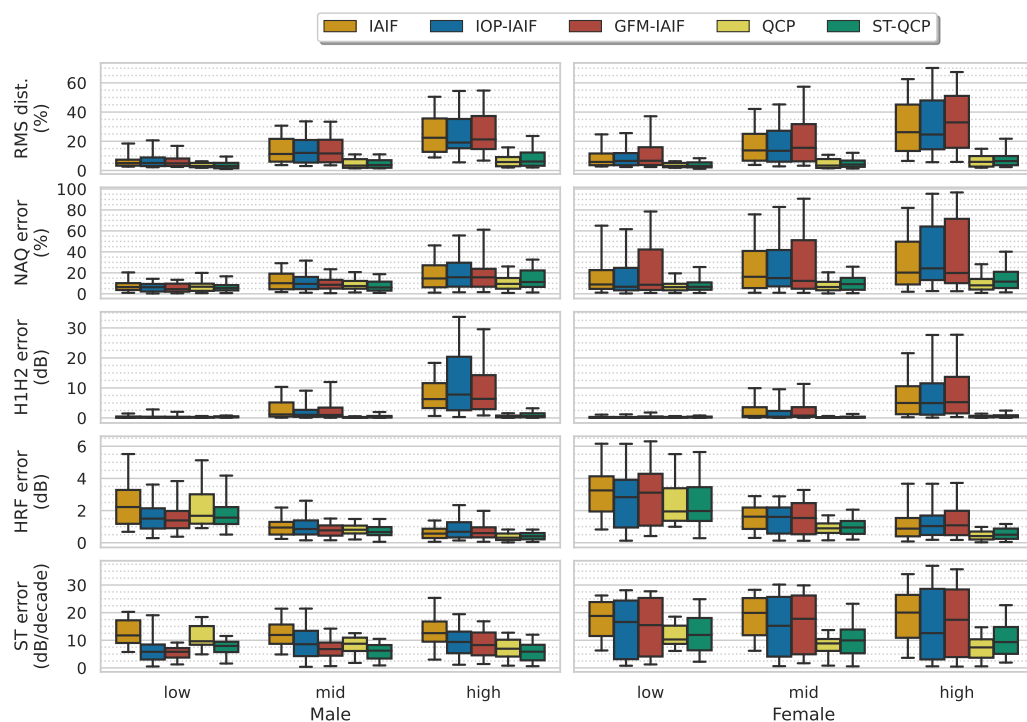 IAIF IOP-IAIF GFM-IAIF QCP ST-QCP
RMS dist.
(%)
60
40
20
0
NAQ error
(%)
100
80
60
40
20
0
H1H2 error
(dB)
30
20
10
0
HRF error
(dB)
6
4
2
0
ST error
(dB/decade)
30
20
10
0
low mid high low mid high
Male Female